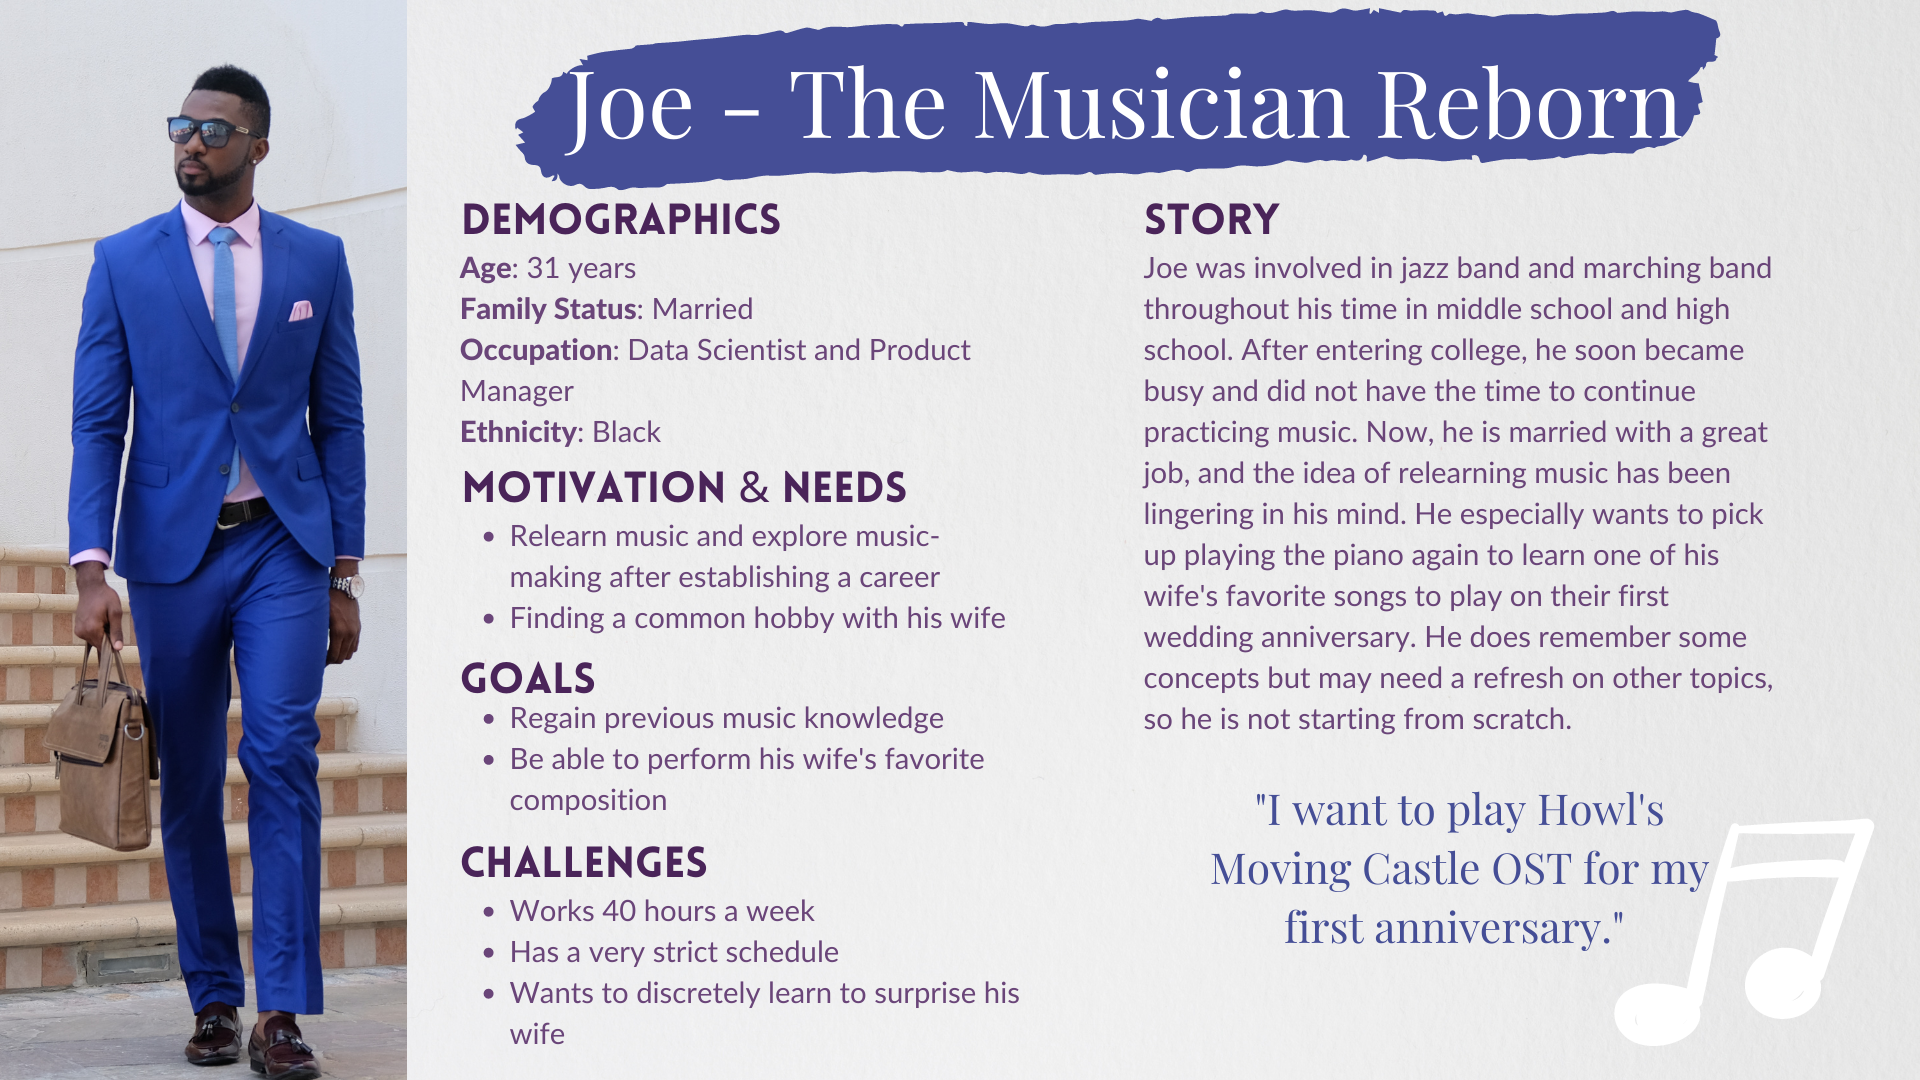 Joe – The Musician Reborn
DEMOGRAPHICS
Age: 31 years
Family Status: Married
Occupation: Data Scientist and Product
Manager
Ethnicity: Black
MOTIVATION & NEEDS
• Relearn music and explore music-
making after establishing a career
• Finding a common hobby with his wife
GOALS
• Regain previous music knowledge
• Be able to perform his wife's favorite
composition
CHALLENGES
• Works 40 hours a week
• Has a very strict schedule
• Wants to discretely learn to surprise his
wife
STORY
Joe was involved in jazz band and marching band
throughout his time in middle school and high
school. After entering college, he soon became
busy and did not have the time to continue
practicing music. Now, he is married with a great
job, and the idea of relearning music has been
lingering in his mind. He especially wants to pick
up playing the piano again to learn one of his
wife's favorite songs to play on their first
wedding anniversary. He does remember some
concepts but may need a refresh on other topics,
so he is not starting from scratch.
"I want to play Howl's
Moving Castle OST for my
first anniversary."